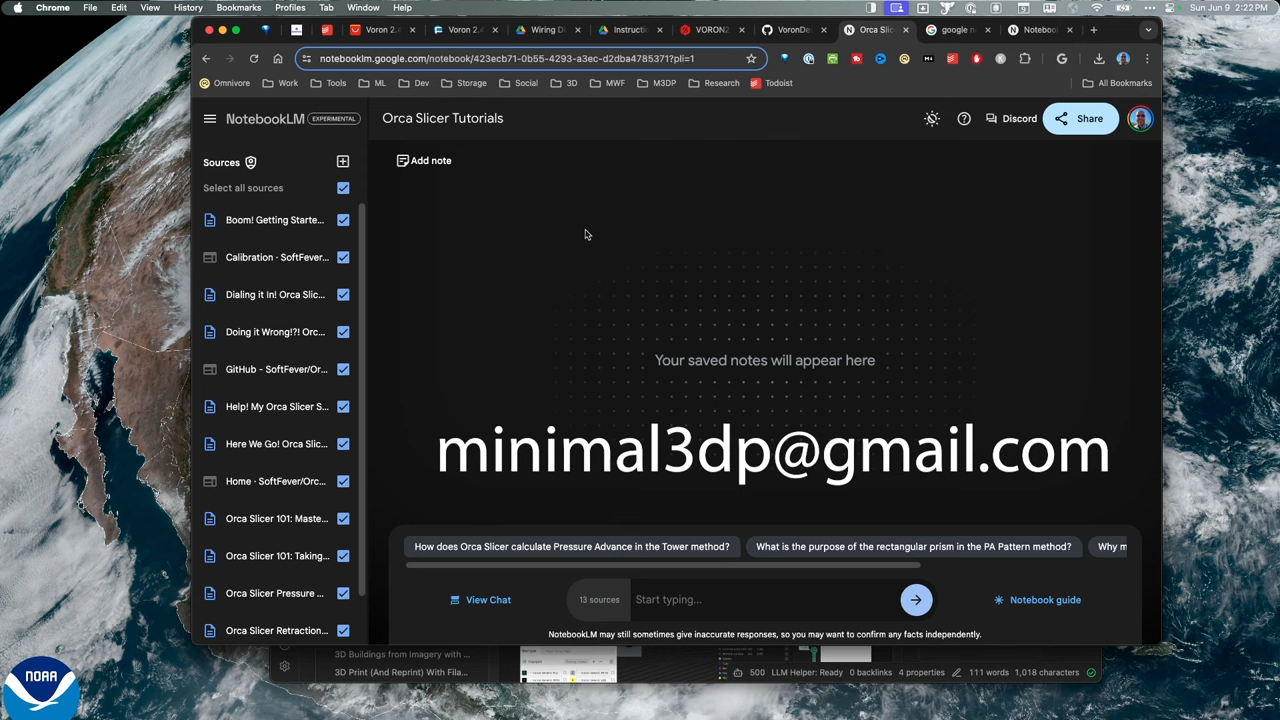 Chrome File Edit View History Bookmarks Profiles Tab Window Help
Sun Jun 9 2:22 PM
Voron 2.4
Voron 2.4
Wiring Di
Instructi
VORON2
VoronDes
Orca Slic
google n
Notebook
notebooklm.google.com/notebook/423ecb71-0b55-4293-a3ec-d2dba4785371?pli=1
Omnivore Work Tools ML Dev Storage Social 3D MWF M3DP Research Todoist All Bookmarks
NotebookLM EXPERIMENTAL
Orca Slicer Tutorials
Discord Share
Sources
Add note
Select all sources
Boom! Getting Starte...
Calibration · SoftFever...
Dialing it In! Orca Slic...
Doing it Wrong!?! Orc...
GitHub - SoftFever/Or...
Help! My Orca Slicer S...
Here We Go! Orca Slic...
Home · SoftFever/Orc...
Orca Slicer 101: Maste...
Orca Slicer 101: Taking...
Orca Slicer Pressure ...
Orca Slicer Retraction...
Your saved notes will appear here
minimal3dp@gmail.com
How does Orca Slicer calculate Pressure Advance in the Tower method?
What is the purpose of the rectangular prism in the PA Pattern method?
Why m
View Chat
13 sources
Start typing...
Notebook guide
NotebookLM may still sometimes give inaccurate responses, so you may want to confirm any facts independently.
3D Buildings from Imagery with ...
3D Print (And Reprint) With Fila...
500 LLM Helper: Ready 0 backlinks 4 properties 1,018 characters
NOAA